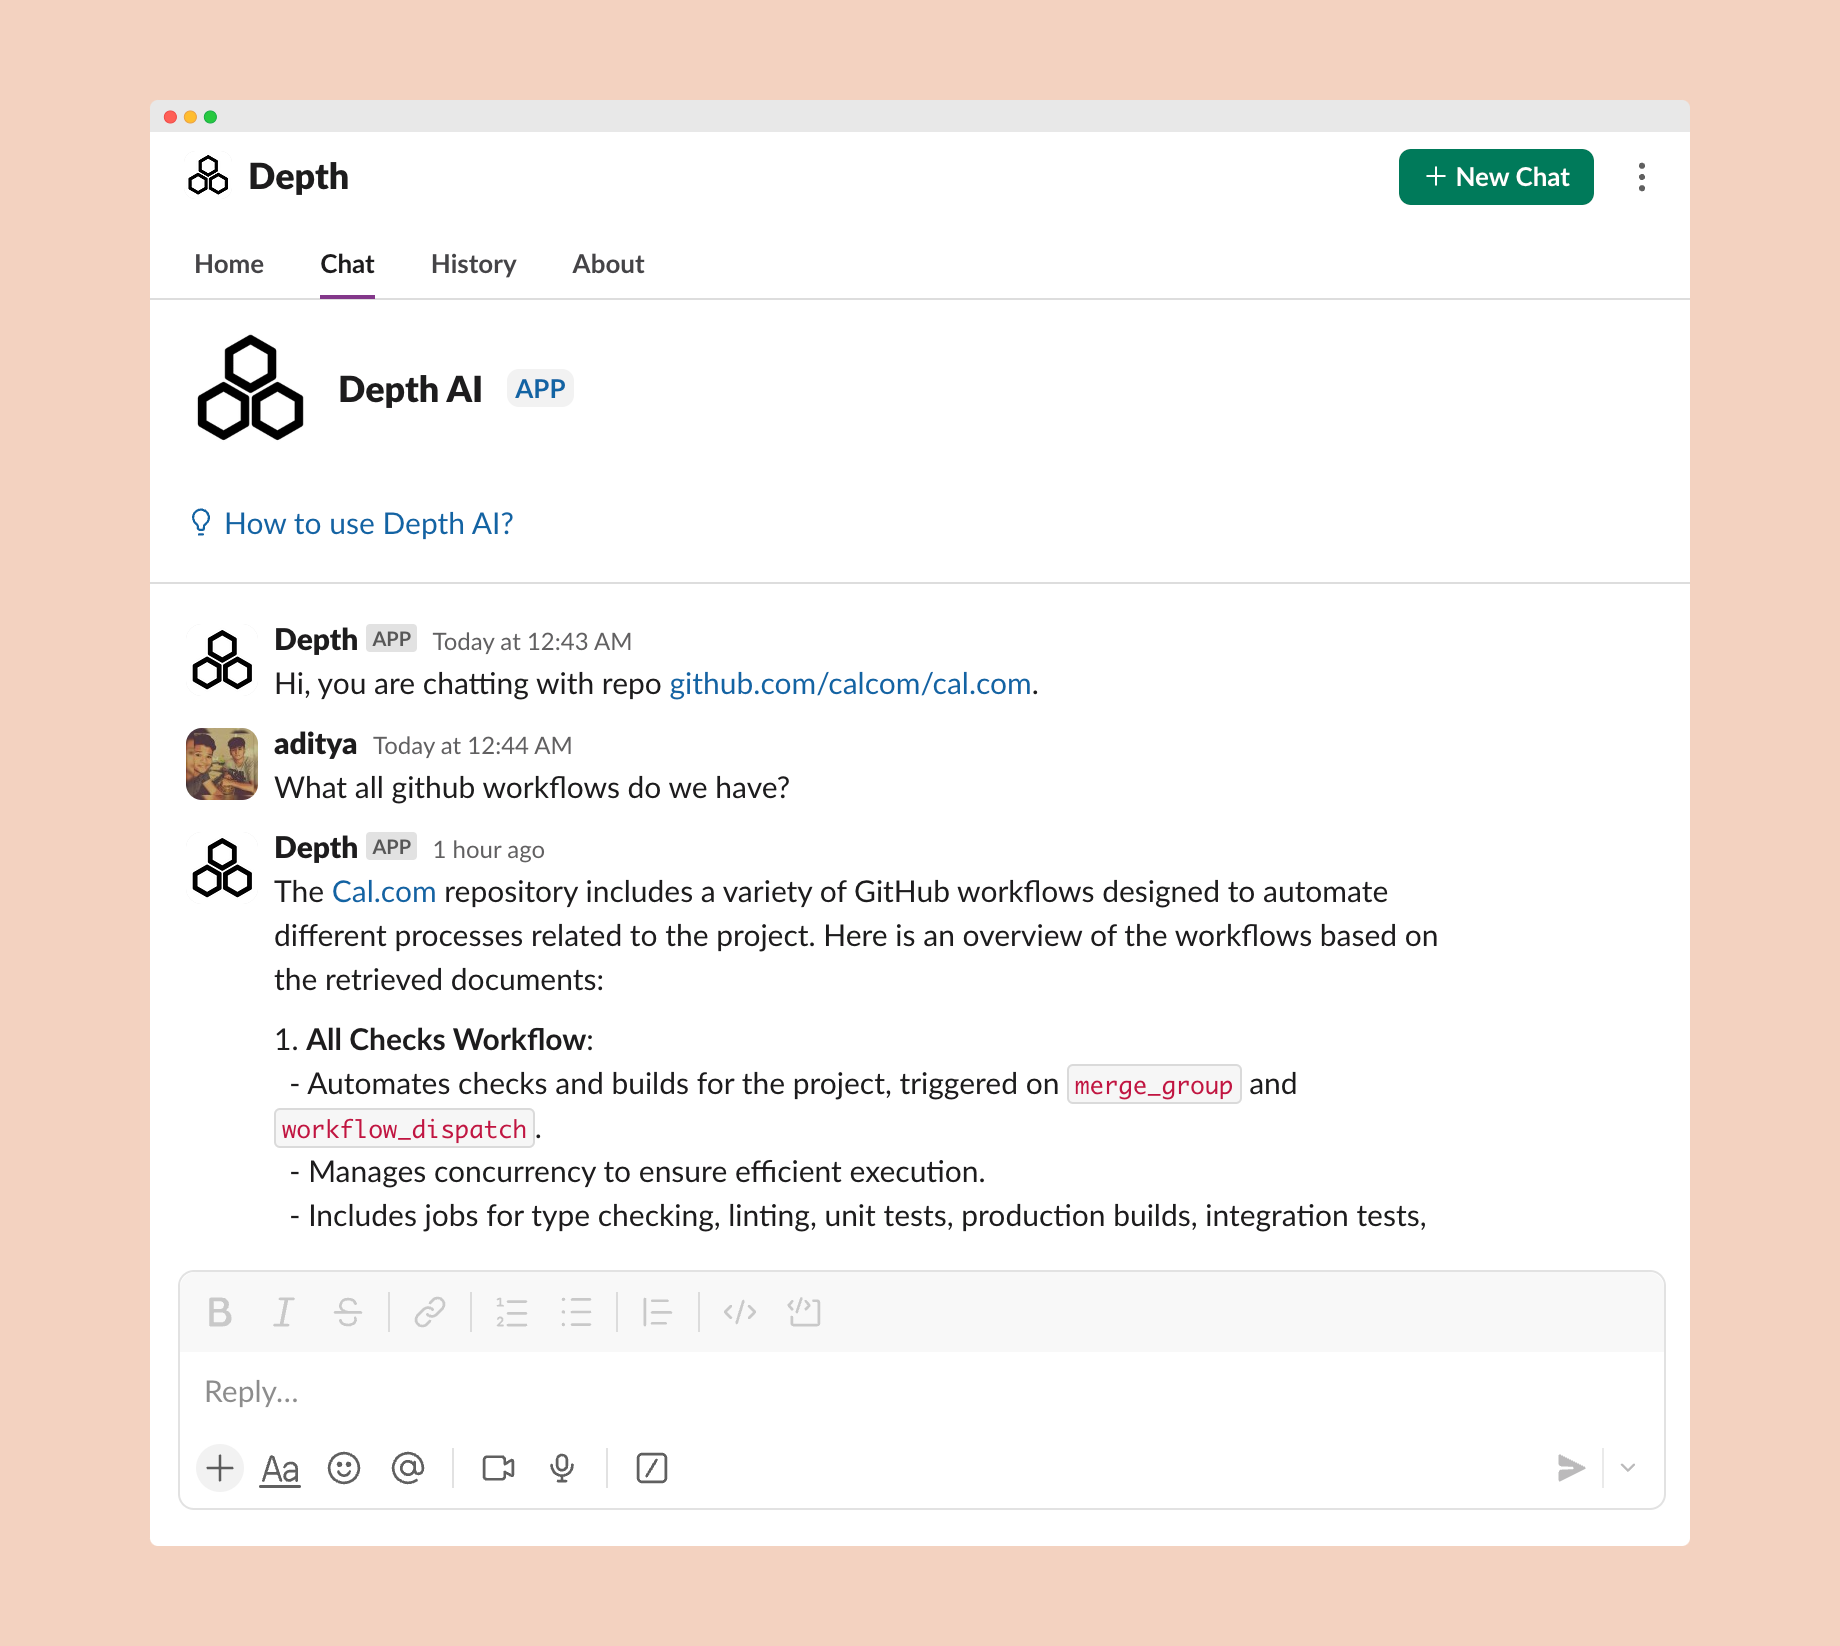 Depth
+ New Chat
Home Chat History About
Depth AI APP
How to use Depth AI?
Depth APP Today at 12:43 AM
Hi, you are chatting with repo github.com/calcom/cal.com.
aditya Today at 12:44 AM
What all github workflows do we have?
Depth APP 1 hour ago
The Cal.com repository includes a variety of GitHub workflows designed to automate
different processes related to the project. Here is an overview of the workflows based on
the retrieved documents:
1. All Checks Workflow:
- Automates checks and builds for the project, triggered on merge_group and
workflow_dispatch.
- Manages concurrency to ensure efficient execution.
- Includes jobs for type checking, linting, unit tests, production builds, integration tests,
Reply...
Aa